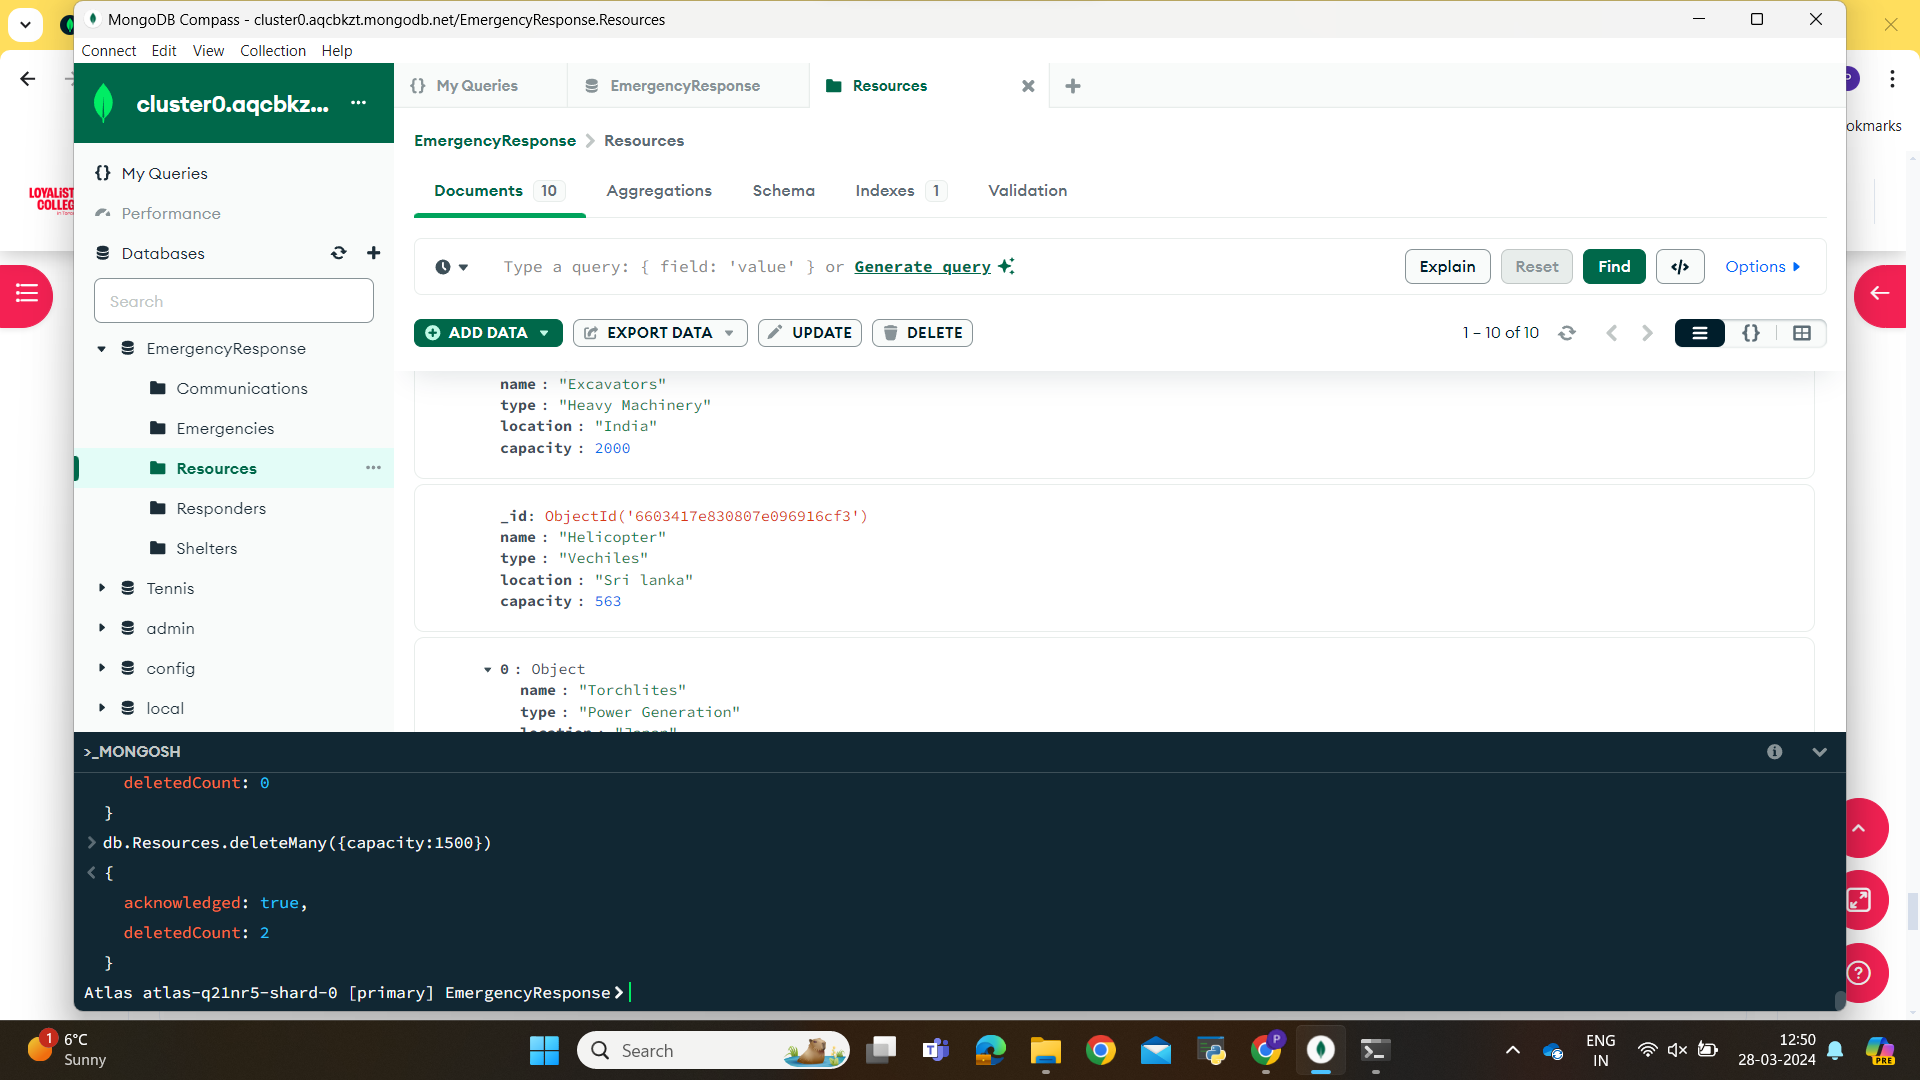 MongoDB Compass - cluster0.aqcbkzt.mongodb.net/EmergencyResponse.Resources
Connect Edit View Collection Help
cluster0.aqcbkz... ...
{} My Queries
EmergencyResponse
Resources
P
okmarks
EmergencyResponse > Resources
{} My Queries
Documents 10
Aggregations
Schema
Indexes 1
Validation
LOYALIST
COLLEG
Performance
Databases
Type a query: { field: 'value' } or Generate query
Explain
Reset
Find
</>
Options
Search
ADD DATA
EXPORT DATA
UPDATE
DELETE
1 – 10 of 10
{}
EmergencyResponse
Communications
Emergencies
Resources ...
Responders
Shelters
Tennis
admin
config
local
name : "Excavators"
type : "Heavy Machinery"
location : "India"
capacity : 2000
_id: ObjectId('6603417e830807e096916cf3')
name : "Helicopter"
type : "Vechiles"
location : "Sri lanka"
capacity : 563
0 : Object
name : "Torchlites"
type : "Power Generation"
location : "Japan"
>_MONGOSH
deletedCount: 0
}
> db.Resources.deleteMany({capacity:1500})
< {
acknowledged: true,
deletedCount: 2
}
Atlas atlas-q21nr5-shard-0 [primary] EmergencyResponse>
1
6°C
Sunny
Search
P
ENG
IN
12:50
28-03-2024
PRE